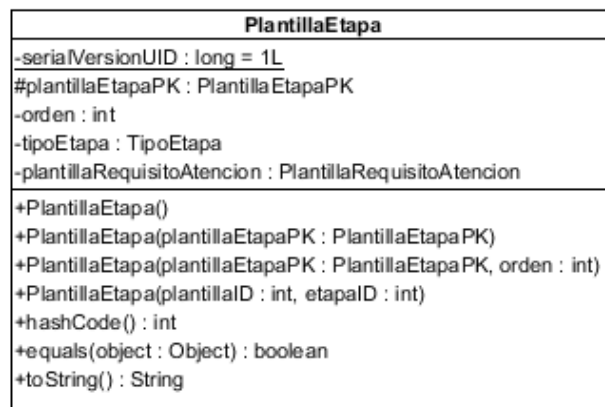 PlantillaEtapa
-serialVersionUID : long = 1L
#plantillaEtapaPK : PlantillaEtapaPK
-orden : int
-tipoEtapa : TipoEtapa
-plantillaRequisitoAtencion : PlantillaRequisitoAtencion
+PlantillaEtapa()
+PlantillaEtapa(plantillaEtapaPK : PlantillaEtapaPK)
+PlantillaEtapa(plantillaEtapaPK : PlantillaEtapaPK, orden : int)
+PlantillaEtapa(plantillaID : int, etapaID : int)
+hashCode() : int
+equals(object : Object) : boolean
+toString() : String